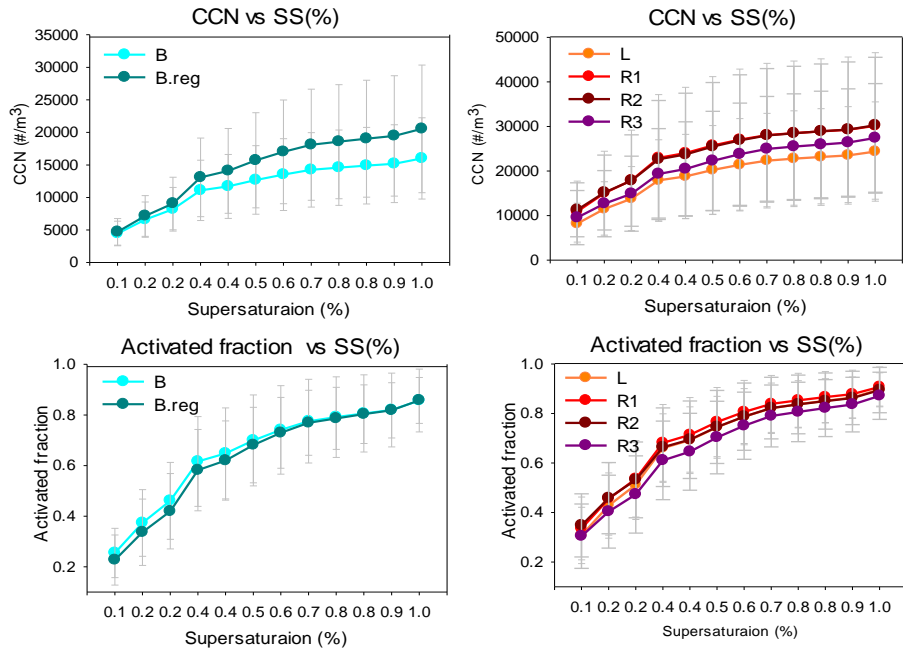 CCN vs SS(%)
35000
30000
25000
20000
15000
10000
5000
0
CCN (#/m³)
B
B.reg
0.1 0.2 0.2 0.4 0.4 0.5 0.6 0.7 0.8 0.8 0.9 1.0
Supersaturaion (%)
CCN vs SS(%)
50000
40000
30000
20000
10000
0
CCN (#/m³)
L
R1
R2
R3
0.1 0.2 0.2 0.4 0.4 0.5 0.6 0.7 0.8 0.8 0.9 1.0
Supersaturaion (%)
Activated fraction vs SS(%)
1.0
0.8
0.6
0.4
0.2
Activated fraction
B
B.reg
0.1 0.2 0.2 0.4 0.4 0.5 0.6 0.7 0.8 0.8 0.9 1.0
Supersaturaion (%)
Activated fraction vs SS(%)
1.0
0.8
0.6
0.4
0.2
Activated fraction
L
R1
R2
R3
0.1 0.2 0.2 0.4 0.4 0.5 0.6 0.7 0.8 0.8 0.9 1.0
Supersaturaion (%)